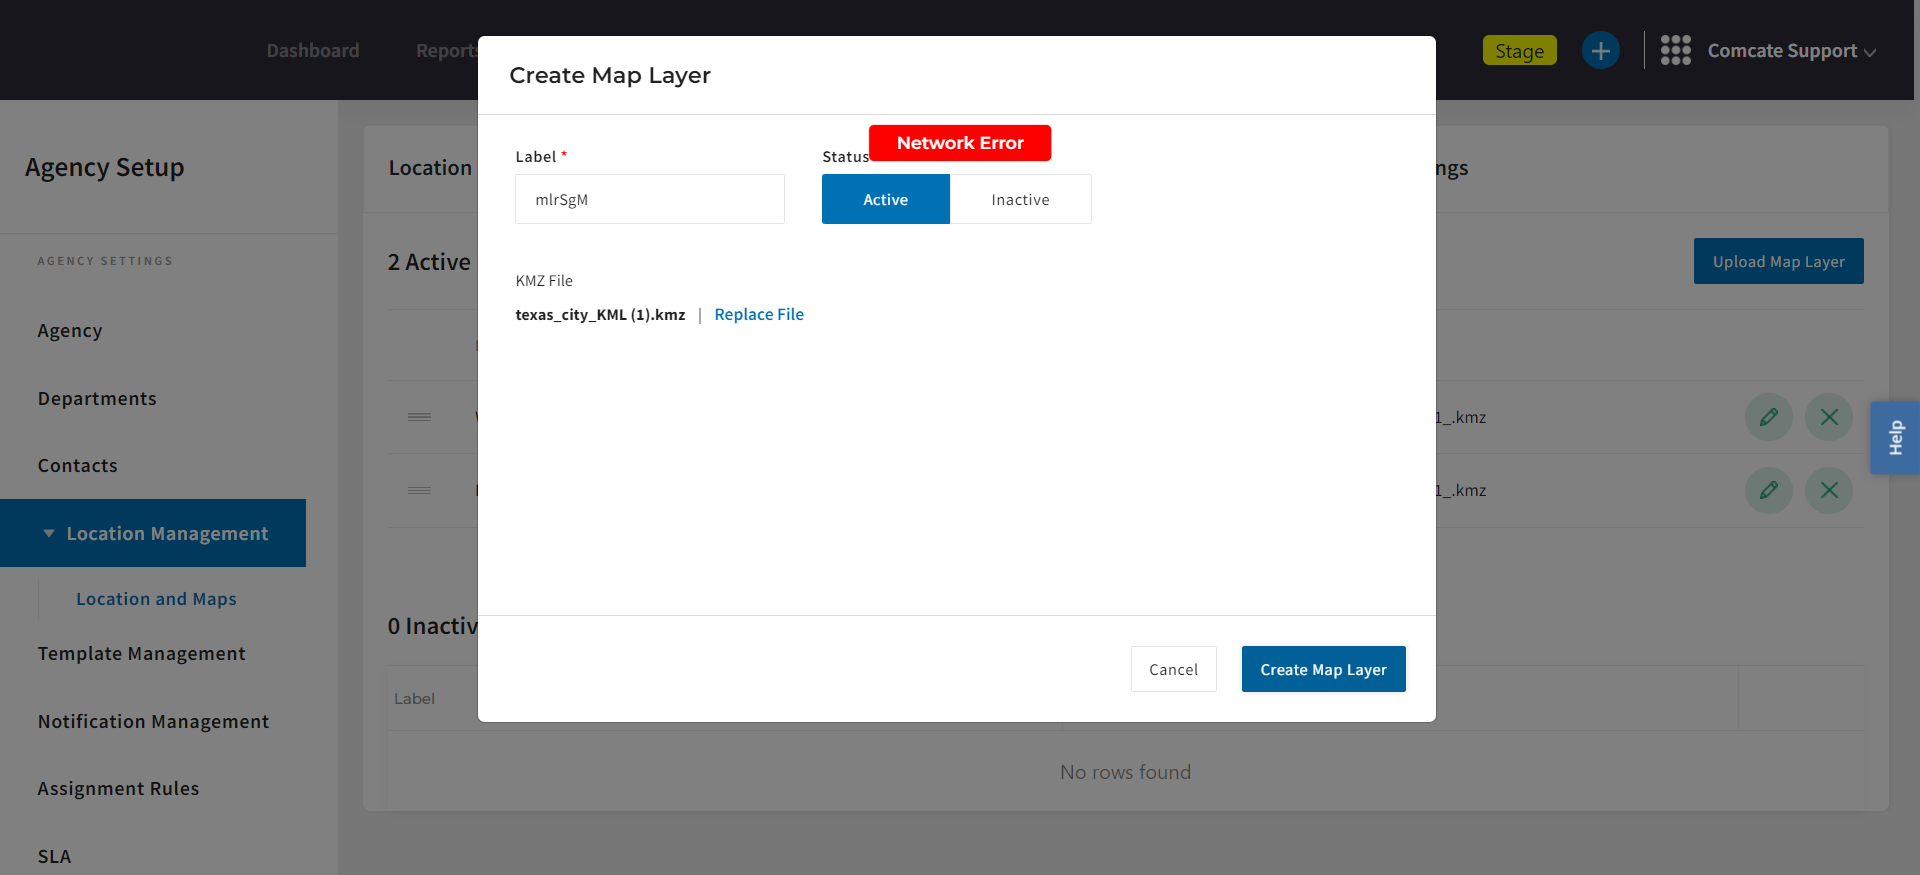 Dashboard
Reports
Stage
Comcate Support
Create Map Layer
Network Error
Label *
Status
mlrSgM
Active
Inactive
KMZ File
texas_city_KML (1).kmz | Replace File
Cancel
Create Map Layer
Agency Setup
AGENCY SETTINGS
Agency
Departments
Contacts
Location Management
Location and Maps
Template Management
Notification Management
Assignment Rules
SLA
Location
ngs
2 Active
Upload Map Layer
1_.kmz
1_.kmz
0 Inactiv
Label
No rows found
Help